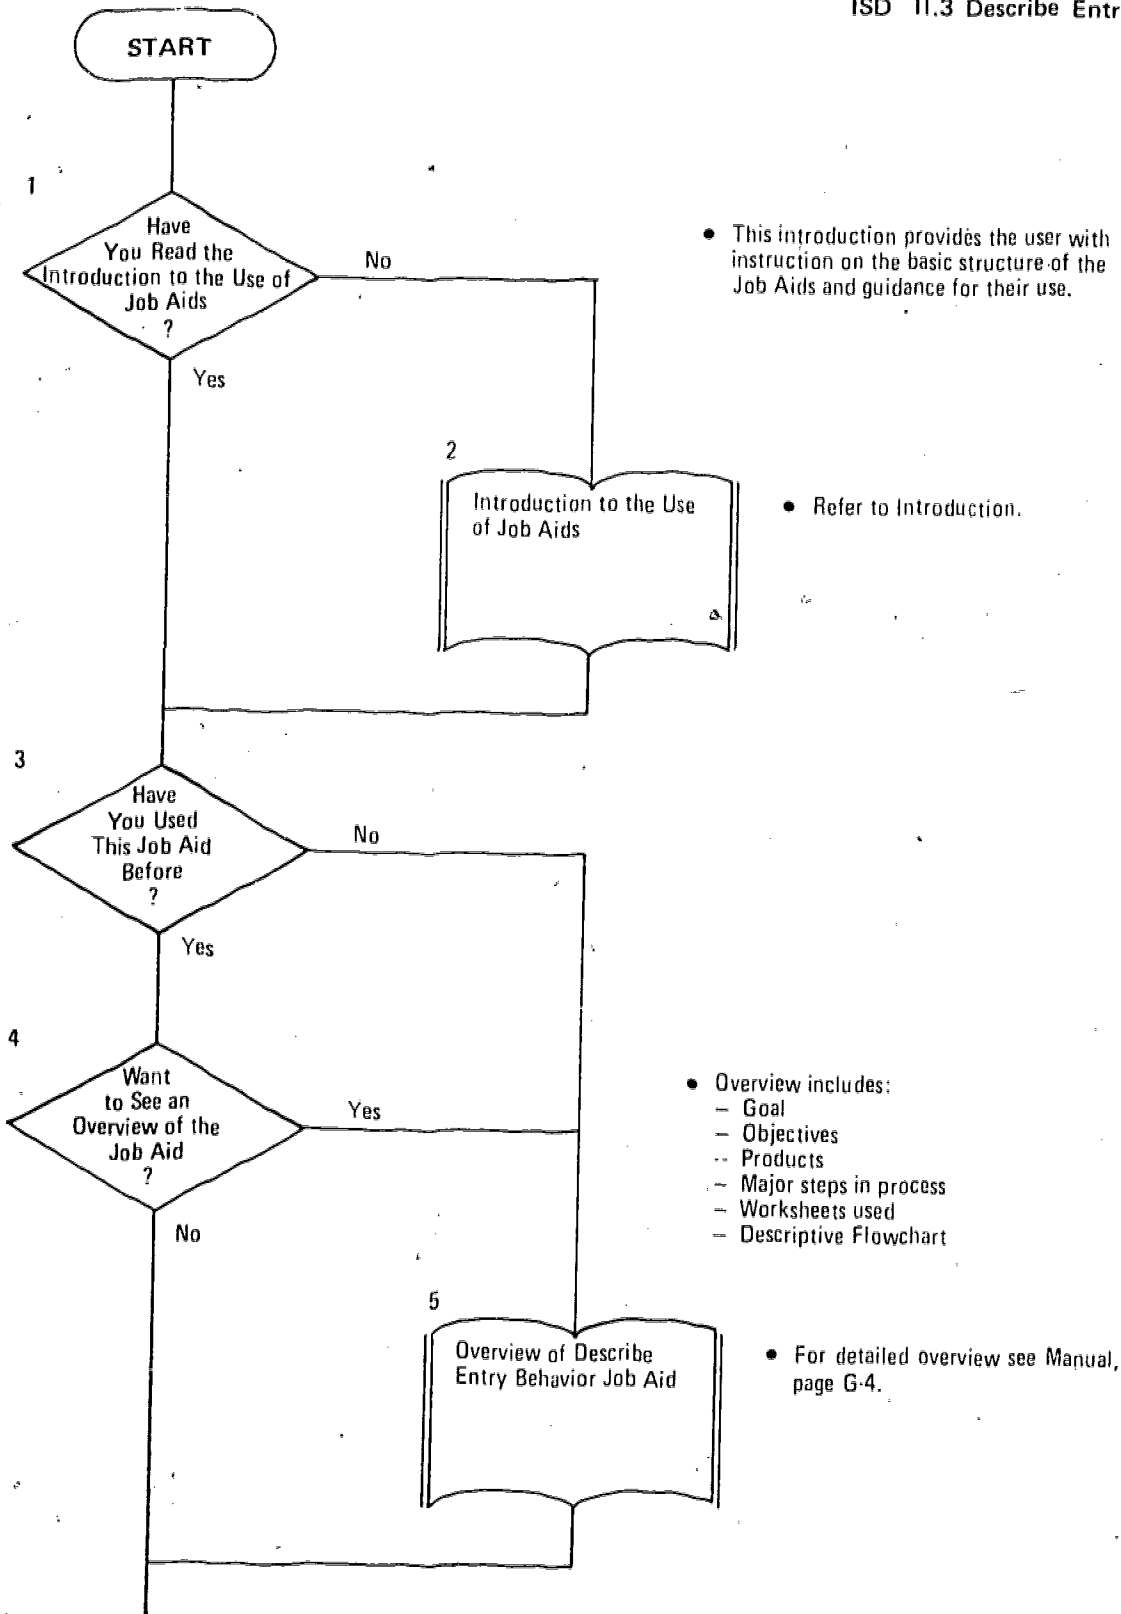 ISD II.3 Describe Entr
START
1
Have
You Read the
Introduction to the Use of
Job Aids
?
No
Yes
• This introduction provides the user with
instruction on the basic structure of the
Job Aids and guidance for their use.
2
Introduction to the Use
of Job Aids
• Refer to Introduction.
3
Have
You Used
This Job Aid
Before
?
No
Yes
4
Want
to See an
Overview of the
Job Aid
?
Yes
No
• Overview includes:
– Goal
– Objectives
– Products
– Major steps in process
– Worksheets used
– Descriptive Flowchart
5
Overview of Describe
Entry Behavior Job Aid
• For detailed overview see Manual,
page G-4.